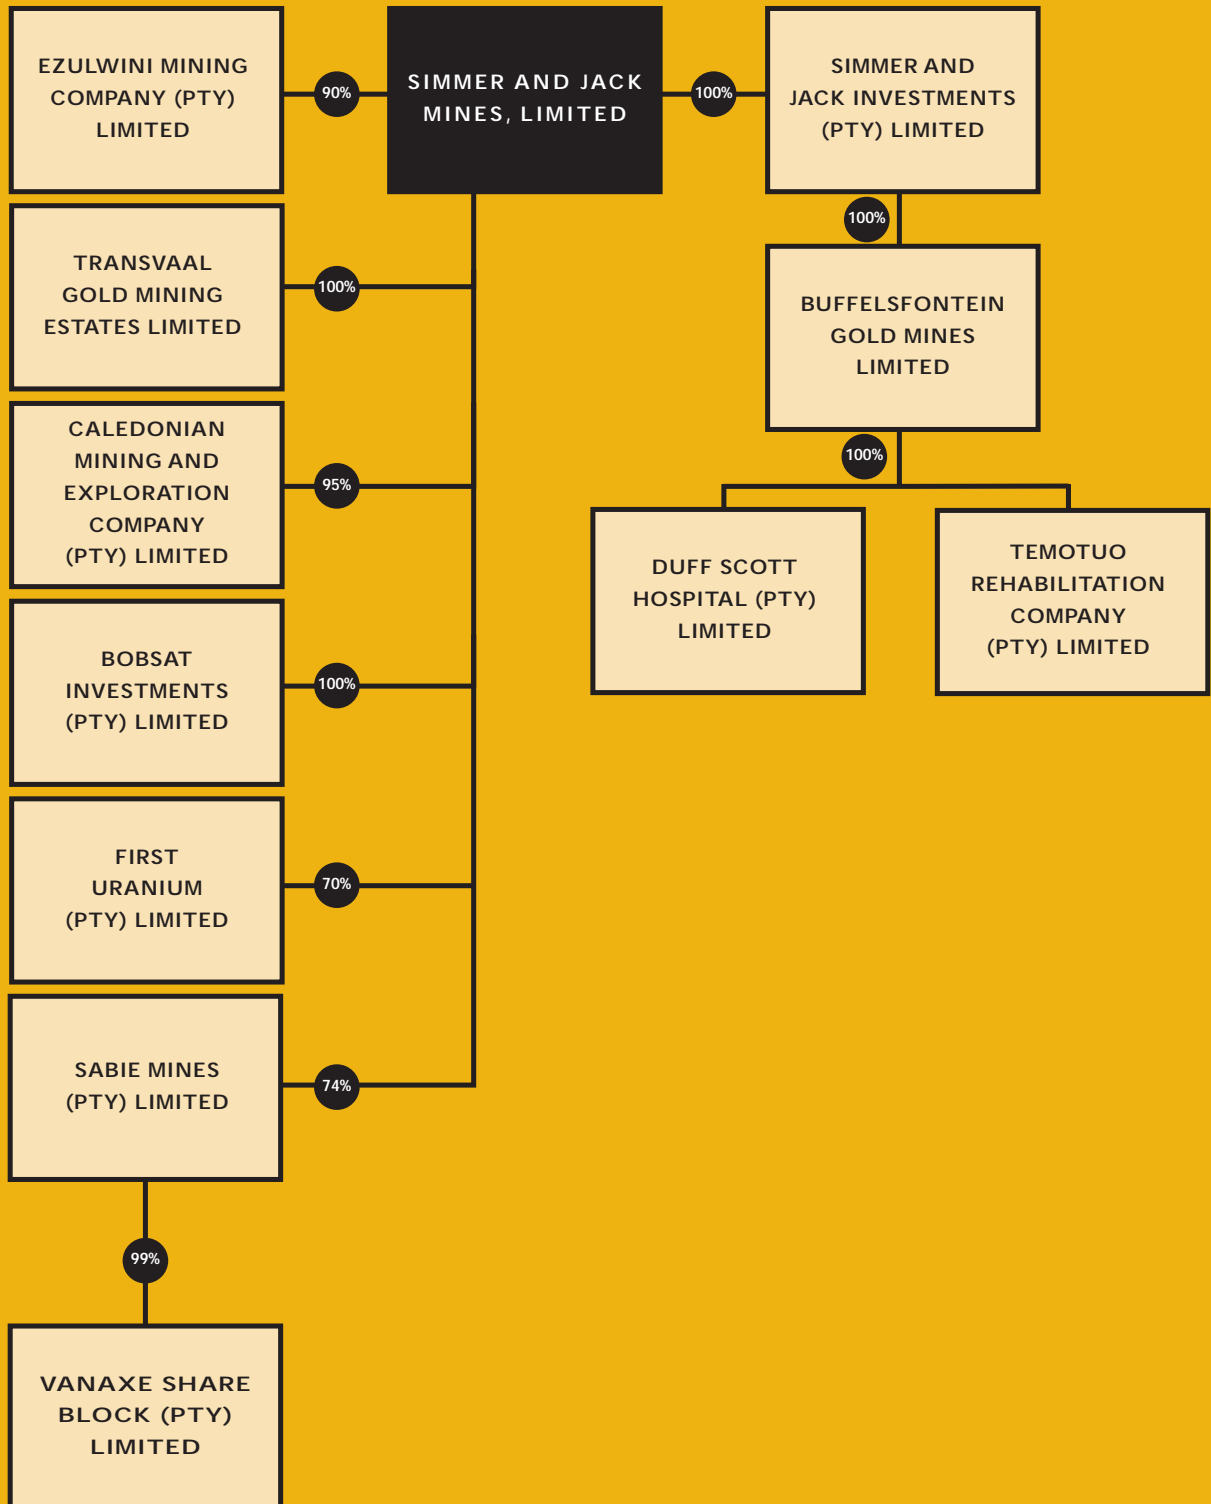 EZULWINI MINING
COMPANY (PTY)
LIMITED
90%
SIMMER AND JACK
MINES, LIMITED
100%
SIMMER AND
JACK INVESTMENTS
(PTY) LIMITED
100%
TRANSVAAL
GOLD MINING
ESTATES LIMITED
100%
BUFFELSFONTEIN
GOLD MINES
LIMITED
100%
CALEDONIAN
MINING AND
EXPLORATION
COMPANY
(PTY) LIMITED
95%
DUFF SCOTT
HOSPITAL (PTY)
LIMITED
TEMOTUO
REHABILITATION
COMPANY
(PTY) LIMITED
BOBSAT
INVESTMENTS
(PTY) LIMITED
100%
FIRST
URANIUM
(PTY) LIMITED
70%
SABIE MINES
(PTY) LIMITED
74%
99%
VANAXE SHARE
BLOCK (PTY)
LIMITED